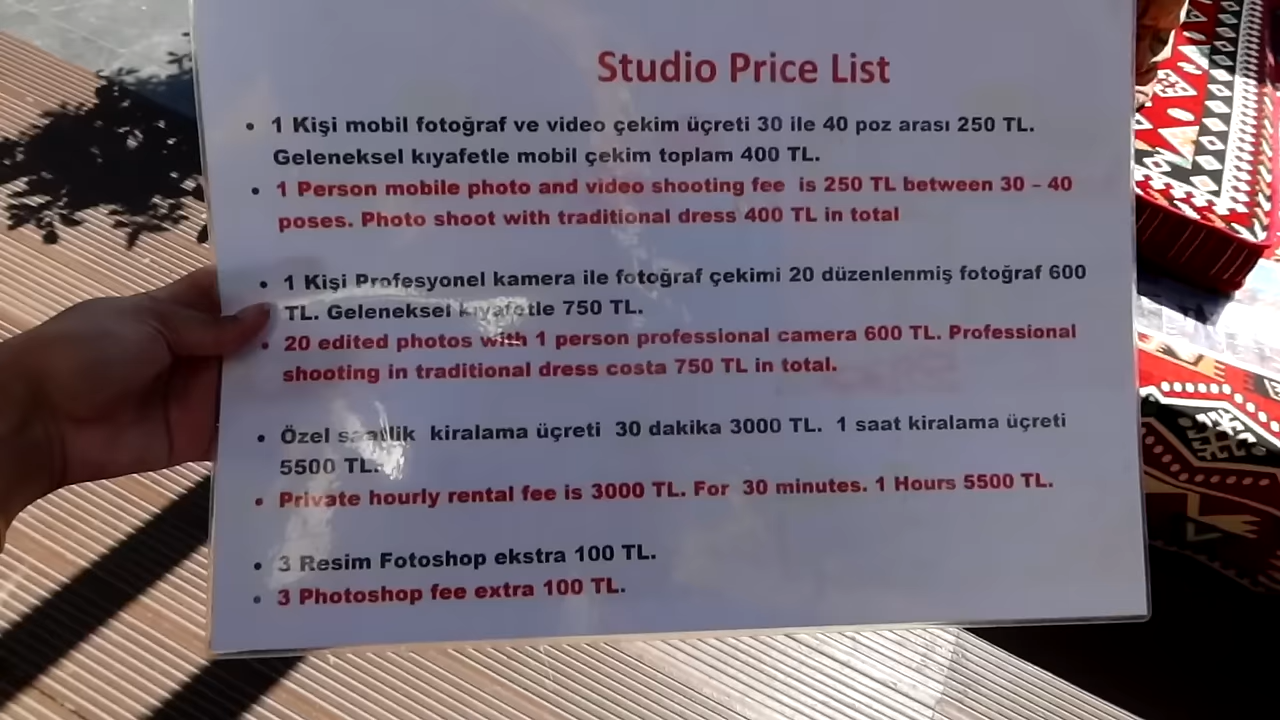 Studio Price List
• 1 Kişi mobil fotoğraf ve video çekim üçreti 30 ile 40 poz arası 250 TL.
Geleneksel kıyafetle mobil çekim toplam 400 TL.
• 1 Person mobile photo and video shooting fee is 250 TL between 30 – 40
poses. Photo shoot with traditional dress 400 TL in total
• 1 Kişi Profesyonel kamera ile fotoğraf çekimi 20 düzenlenmiş fotoğraf 600
TL. Geleneksel kıyafetle 750 TL.
• 20 edited photos with 1 person professional camera 600 TL. Professional
shooting in traditional dress costa 750 TL in total.
• Özel saatlik kiralama üçreti 30 dakika 3000 TL. 1 saat kiralama üçreti
5500 TL.
• Private hourly rental fee is 3000 TL. For 30 minutes. 1 Hours 5500 TL.
• 3 Resim Fotoshop ekstra 100 TL.
• 3 Photoshop fee extra 100 TL.